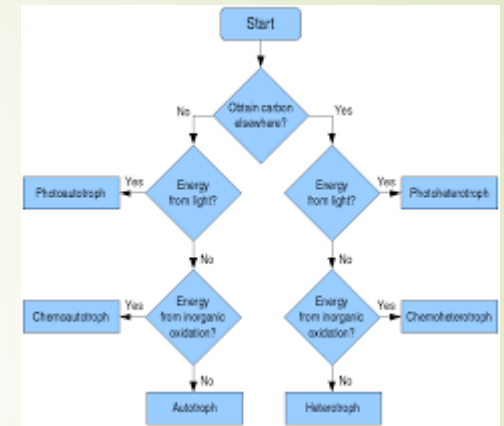 Start
Obtain carbon
elsewhere?
No
Yes
Energy
from light?
Yes
Photoautotroph
Energy
from light?
Yes
Photoheterotroph
No
No
Energy
from inorganic
oxidation?
Yes
Chemoautotroph
Energy
from inorganic
oxidation?
Yes
Chemoheterotroph
No
No
Autotroph
Heterotroph